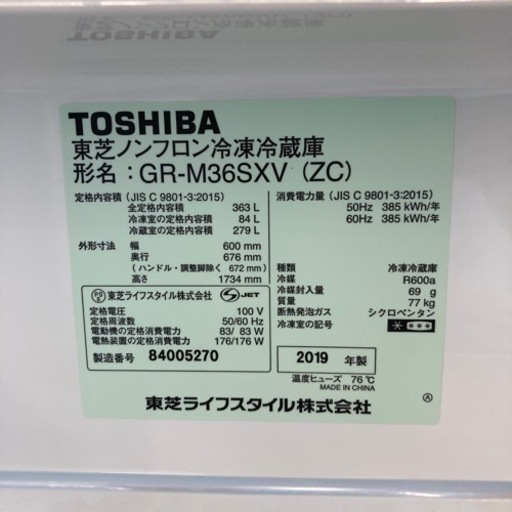 TOSHIBA
東芝ノンフロン冷凍冷蔵庫
形名：GR-M36SXV（ZC）
定格内容積（JIS C 9801-3:2015）
全定格内容積 363 L
冷凍室の定格内容積 84 L
冷蔵室の定格内容積 279 L
外形寸法 幅 600 mm
奥行 676 mm
（ハンドル・調整脚除く 672 mm）
高さ 1734 mm
消費電力量（JIS C 9801-3:2015）
50Hz 385 kWh/年
60Hz 385 kWh/年
種類 冷凍冷蔵庫
冷媒 R600a
冷媒封入量 69 g
質量 77 kg
断熱発泡ガス シクロペンタン
冷凍室の記号
PSE 東芝ライフスタイル株式会社 JET
定格電圧 100 V
定格周波数 50/60 Hz
電動機の定格消費電力 83/ 83 W
電熱装置の定格消費電力 176/176 W
製造番号 84005270
2019 年製
温度ヒューズ 76℃
MADE IN CHINA
東芝ライフスタイル株式会社
Ⓐ